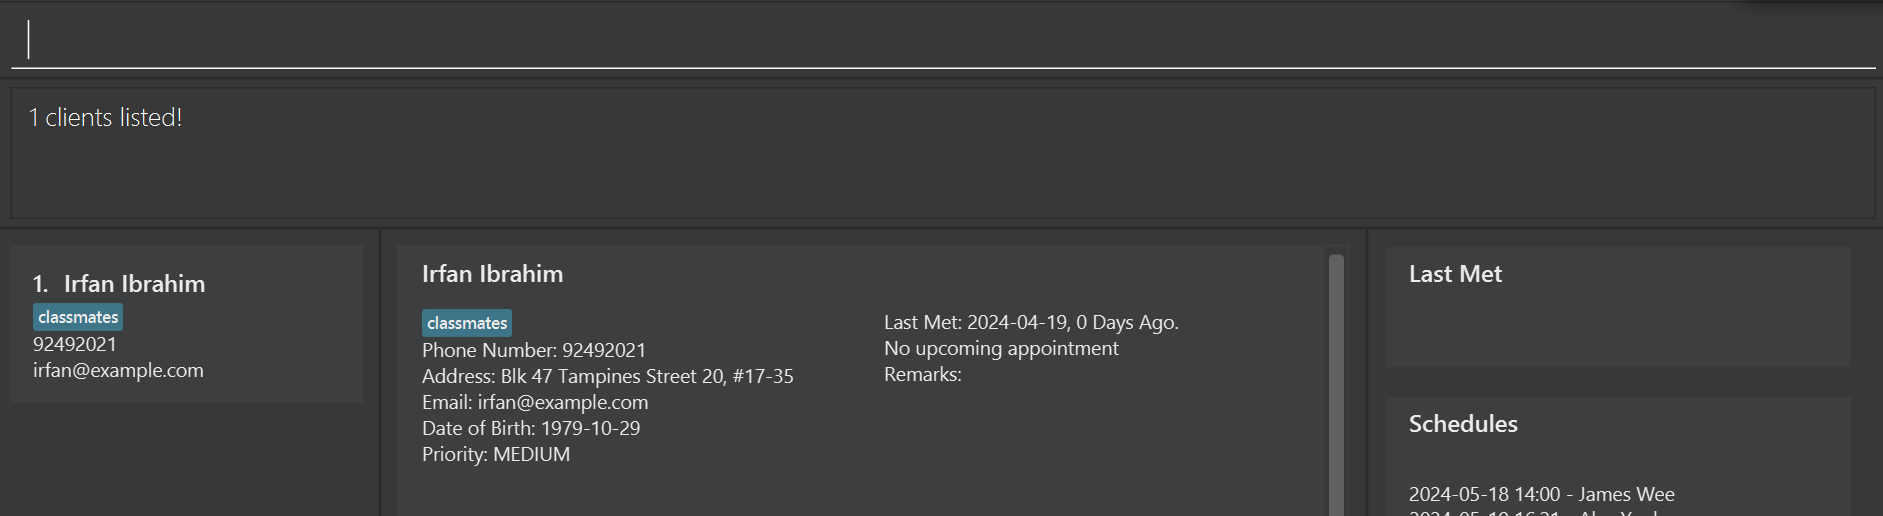 1 clients listed!
1. Irfan Ibrahim
classmates
92492021
irfan@example.com
Irfan Ibrahim
classmates
Phone Number: 92492021
Address: Blk 47 Tampines Street 20, #17-35
Email: irfan@example.com
Date of Birth: 1979-10-29
Priority: MEDIUM
Last Met: 2024-04-19, 0 Days Ago.
No upcoming appointment
Remarks:
Last Met
Schedules
2024-05-18 14:00 - James Wee